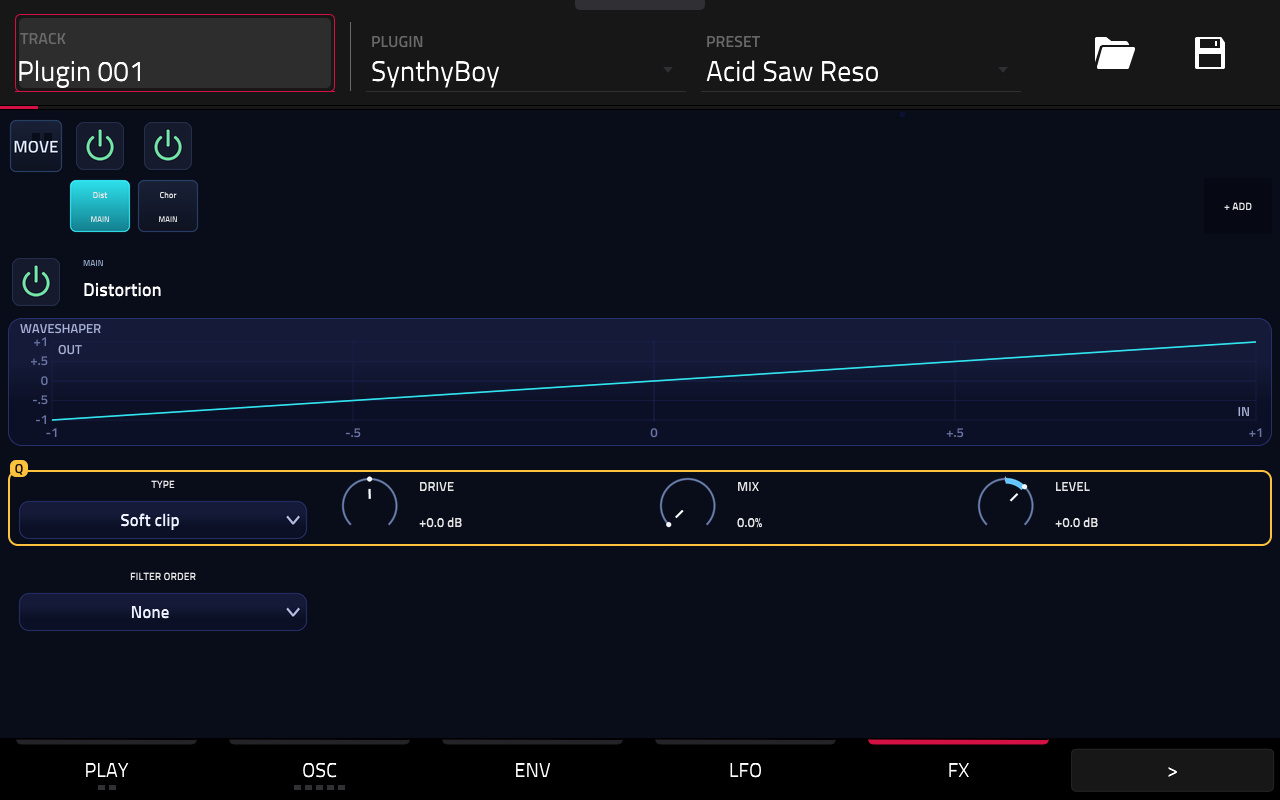 TRACK
Plugin 001
PLUGIN
SynthyBoy
PRESET
Acid Saw Reso
MOVE
Dist
MAIN
Chor
MAIN
+ ADD
MAIN
Distortion
WAVESHAPER
+1
OUT
+.5
0
-.5
-1
IN
-1
-.5
0
+.5
+1
Q
TYPE
Soft clip
DRIVE
+0.0 dB
MIX
0.0%
LEVEL
+0.0 dB
FILTER ORDER
None
PLAY
OSC
ENV
LFO
FX
>